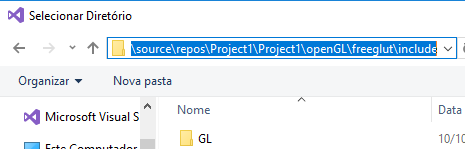 Selecionar Diretório
\source\repos\Project1\Project1\openGL\freeglut\include
Organizar Nova pasta
Nome Data
Microsoft Visual S
GL 10/10
Este Computador